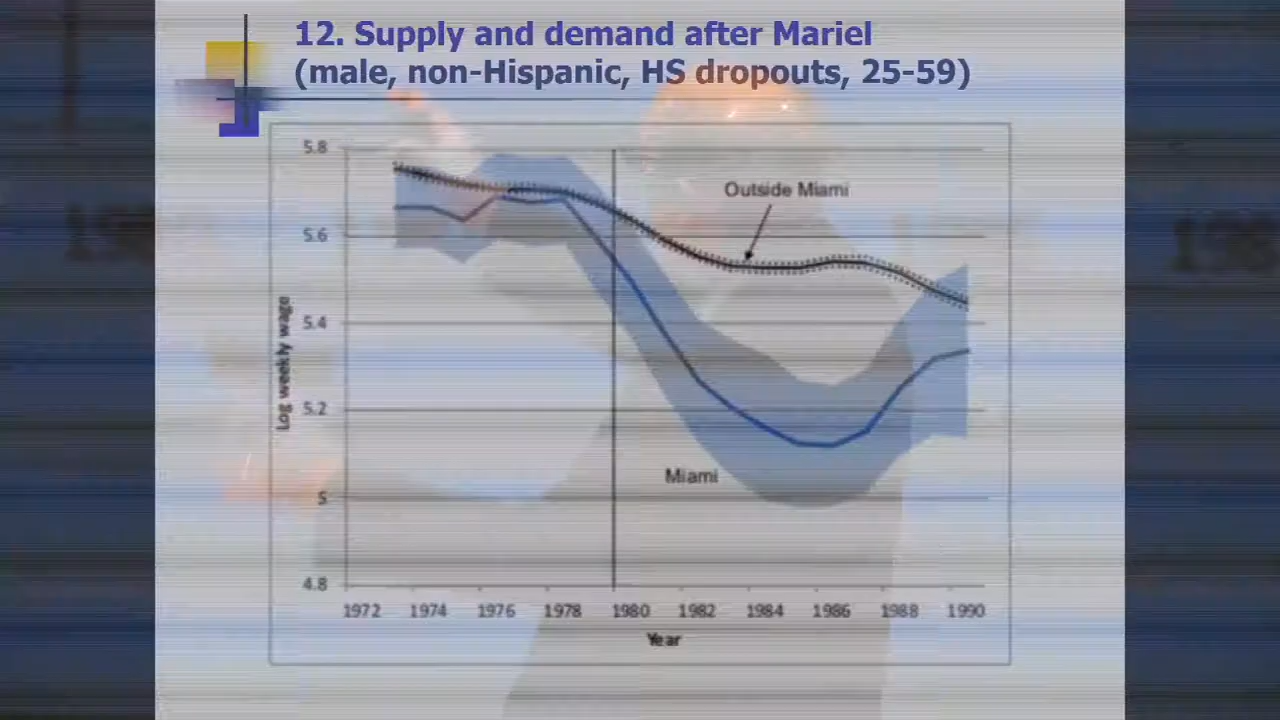 12. Supply and demand after Mariel
(male, non-Hispanic, HS dropouts, 25-59)
5.8
Outside Miami
5.6
5.4
Log weekly wage
5.2
Miami
5
4.8
1972 1974 1976 1978 1980 1982 1984 1986 1988 1990
Year